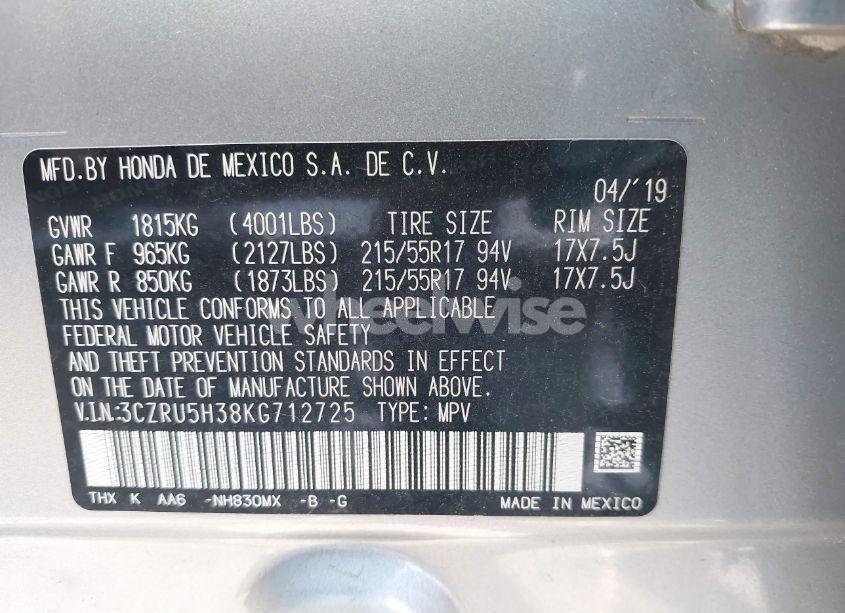 MFD.BY HONDA DE MEXICO S.A. DE C.V.
04/'19
GVWR 1815KG (4001LBS) TIRE SIZE RIM SIZE
GAWR F 965KG (2127LBS) 215/55R17 94V 17X7.5J
GAWR R 850KG (1873LBS) 215/55R17 94V 17X7.5J
THIS VEHICLE CONFORMS TO ALL APPLICABLE
FEDERAL MOTOR VEHICLE SAFETY
AND THEFT PREVENTION STANDARDS IN EFFECT
ON THE DATE OF MANUFACTURE SHOWN ABOVE.
V.I.N.:3CZRU5H38KG712725 TYPE: MPV
THX K AA6 -NH830MX -B -G MADE IN MEXICO
wheelwise